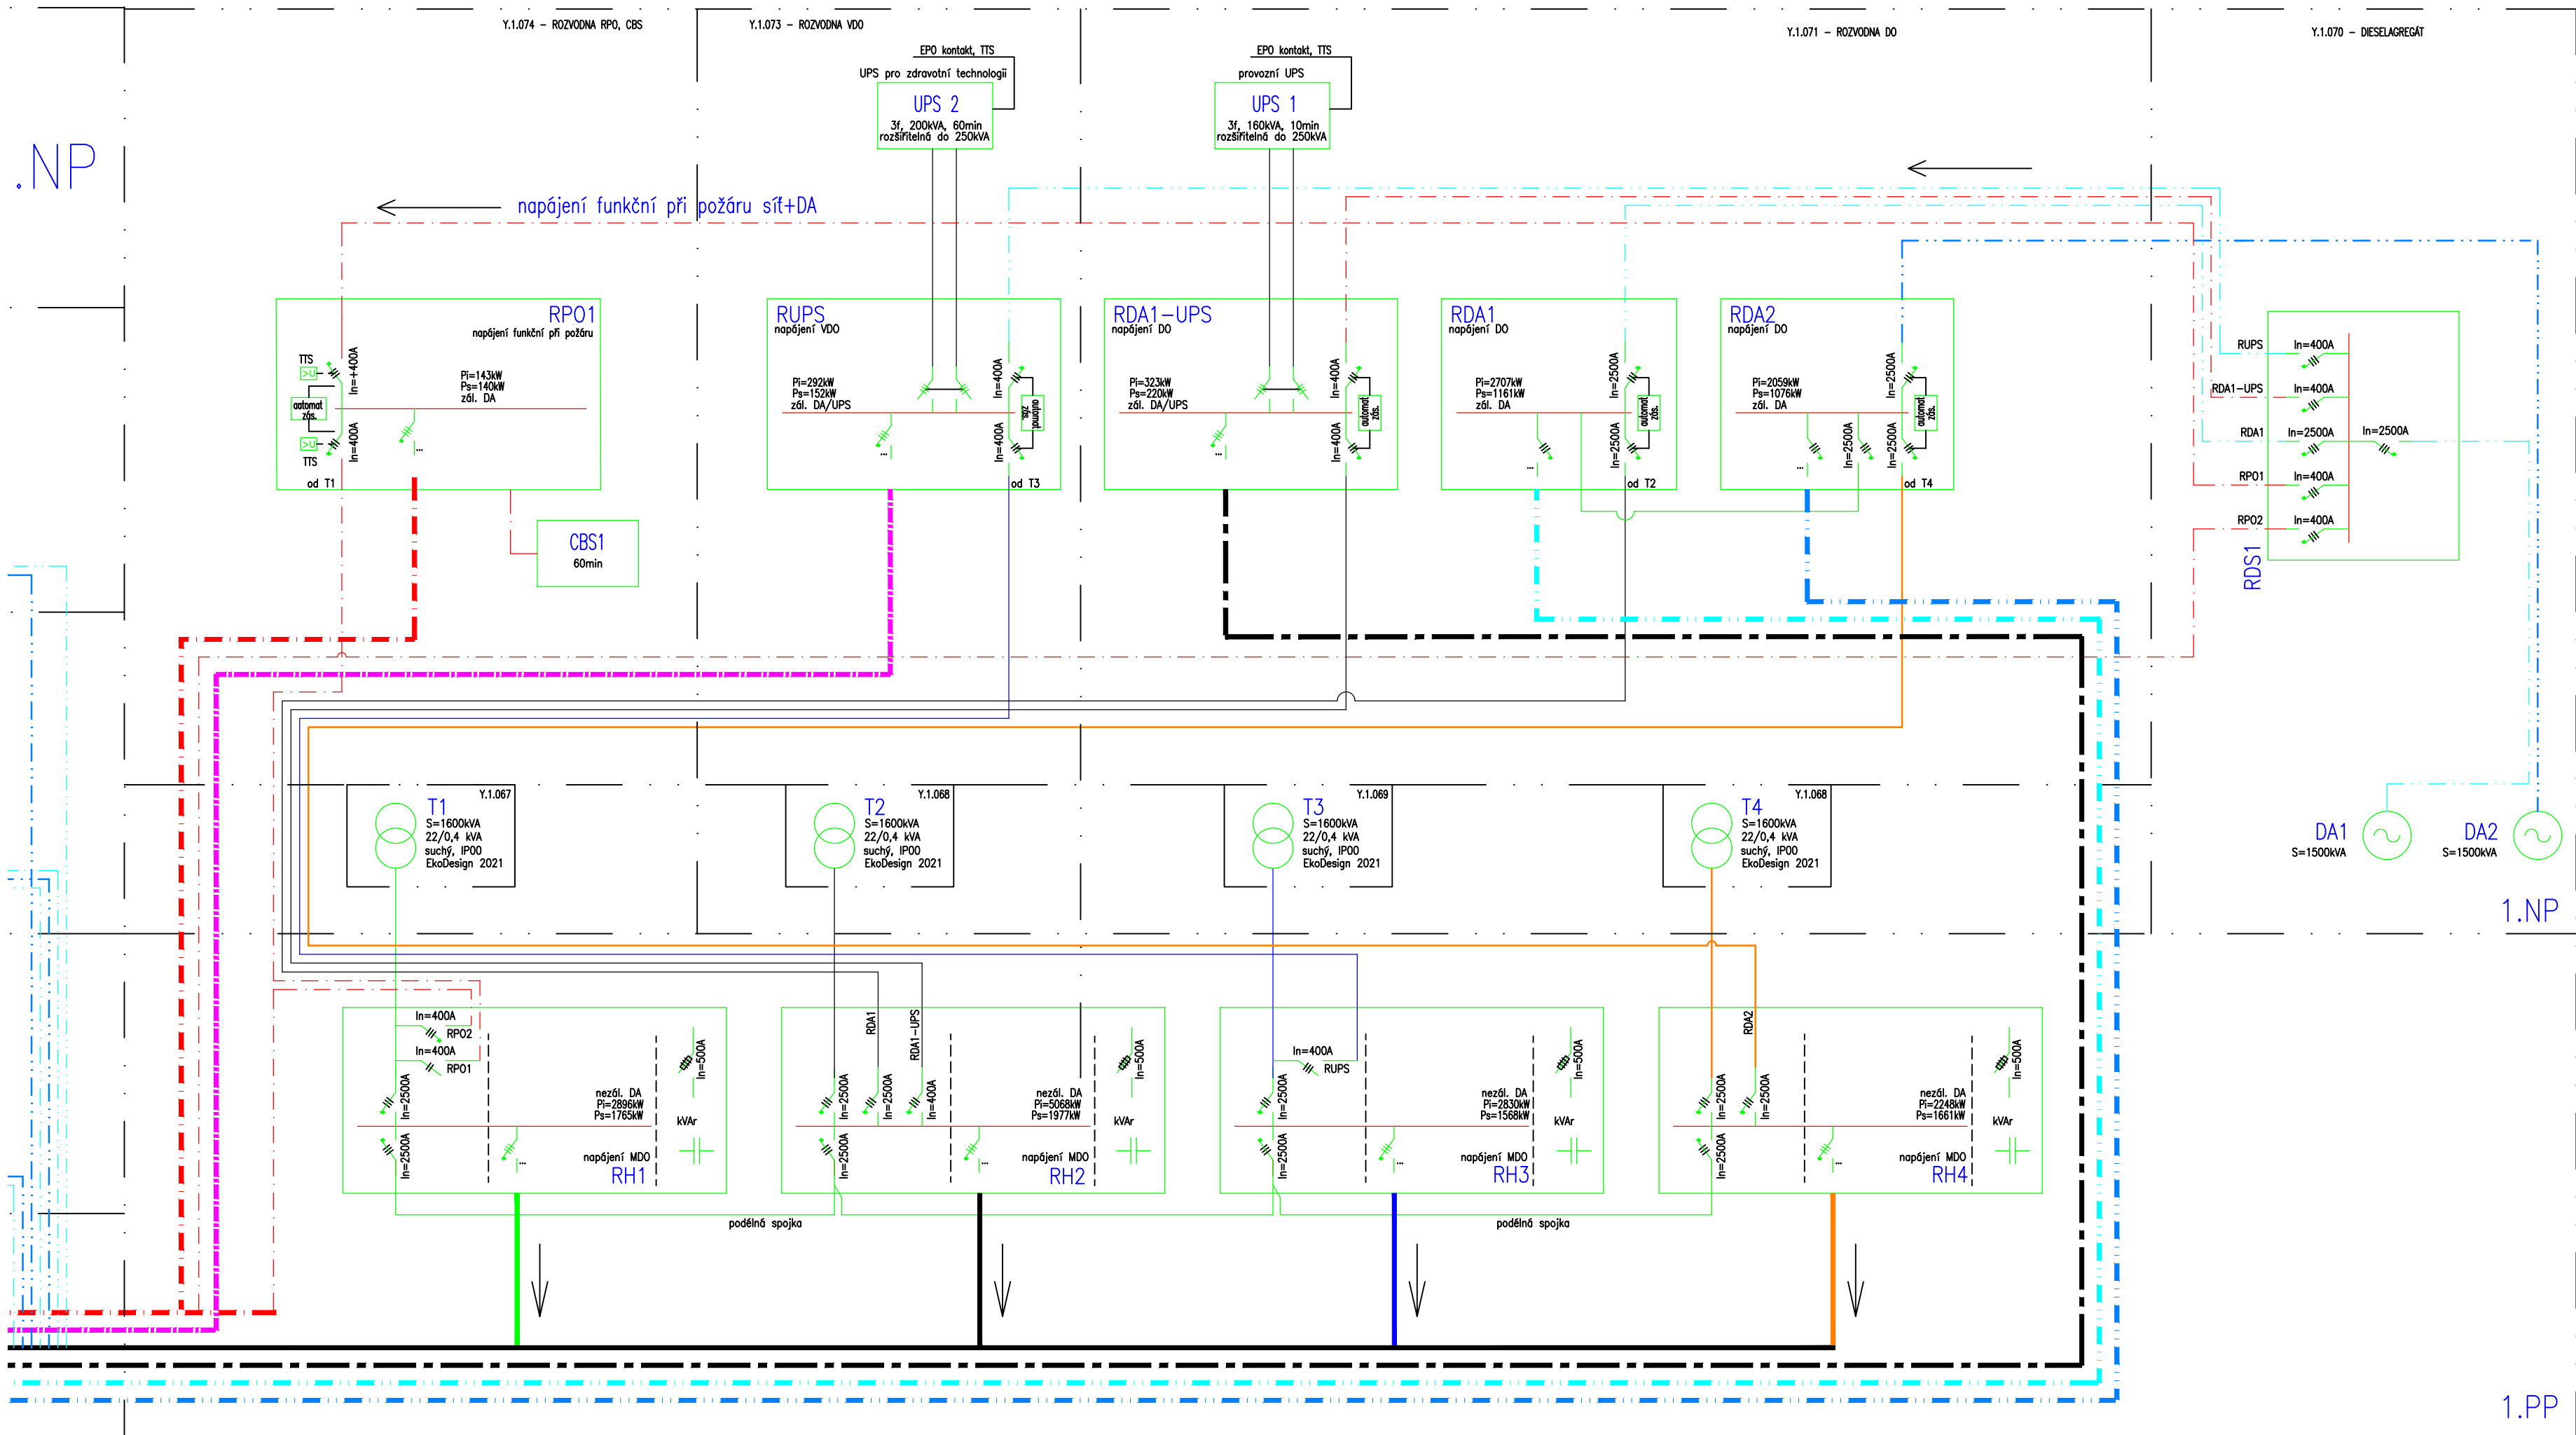 Y.1.074 – ROZVODNA RPO, CBS
Y.1.073 – ROZVODNA VDO
Y.1.071 – ROZVODNA DO
Y.1.070 – DIESELAGREGÁT
.NP
EPO kontakt, TTS
UPS pro zdravotní technologii
UPS 2
3f, 200kVA, 60min
rozšiřitelná do 250kVA
EPO kontakt, TTS
provozní UPS
UPS 1
3f, 160kVA, 10min
rozšiřitelná do 250kVA
napájení funkční při požáru síť+DA
RPO1
napájení funkční při požáru
TTS
>U
In=+400A
Pi=143kW
Ps=140kW
zál. DA
aotomat
zás.
>U
TTS
In=400A
...
od T1
CBS1
60min
RUPS
napájení VDO
Pi=292kW
Ps=152kW
zál. DA/UPS
In=400A
automat
zás.
In=400A
...
od T3
RDA1-UPS
napájení DO
Pi=323kW
Ps=220kW
zál. DA/UPS
In=400A
automat
zás.
In=400A
...
RDA1
napájení DO
Pi=2707kW
Ps=1161kW
zál. DA
In=2500A
automat
zás.
In=2500A
...
od T2
RDA2
napájení DO
Pi=2059kW
Ps=1076kW
zál. DA
In=2500A
automat
zás.
In=2500A
In=2500A
...
od T4
RUPS
In=400A
RDA1-UPS
In=400A
RDA1
In=2500A
In=2500A
RPO1
In=400A
RPO2
In=400A
RDS1
Y.1.067
T1
S=1600kVA
22/0,4 kVA
suchý, IP00
EkoDesign 2021
Y.1.068
T2
S=1600kVA
22/0,4 kVA
suchý, IP00
EkoDesign 2021
Y.1.069
T3
S=1600kVA
22/0,4 kVA
suchý, IP00
EkoDesign 2021
Y.1.068
T4
S=1600kVA
22/0,4 kVA
suchý, IP00
EkoDesign 2021
DA1
S=1500kVA
DA2
S=1500kVA
1.NP
In=400A
RPO2
In=400A
RPO1
In=2500A
In=2500A
nezál. DA
Pi=2896kW
Ps=1765kW
...
napájení MDO
RH1
In=500A
kVAr
RDA1
RDA1-UPS
In=2500A
In=2500A
In=400A
In=2500A
nezál. DA
Pi=5068kW
Ps=1977kW
...
napájení MDO
RH2
In=500A
kVAr
In=400A
RUPS
In=2500A
In=2500A
nezál. DA
Pi=2830kW
Ps=1568kW
...
napájení MDO
RH3
In=500A
kVAr
RDA2
In=2500A
In=2500A
In=2500A
nezál. DA
Pi=2248kW
Ps=1661kW
...
napájení MDO
RH4
In=500A
kVAr
podélná spojka
podélná spojka
1.PP